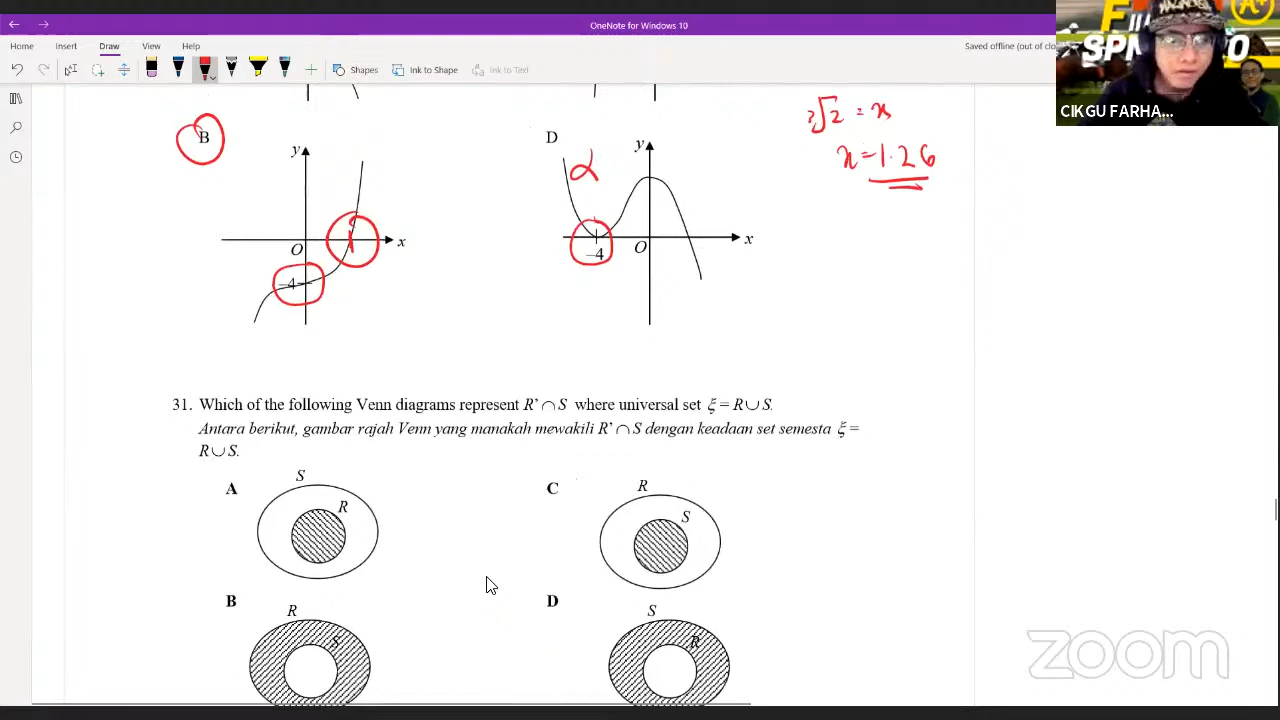 OneNote for Windows 10
Home Insert Draw View Help
Saved offline (out of
Shapes
Ink to Shape
Ink to Text
CIKGU FARHA...
SPM
A+
³√2 = x
x = 1.26
B
y
O
x
-4
D
y
x
O
-4
31. Which of the following Venn diagrams represent R’ ∩ S where universal set ξ = R ∪ S.
Antara berikut, gambar rajah Venn yang manakah mewakili R’ ∩ S dengan keadaan set semesta ξ =
R ∪ S.
A
S
R
C
R
S
B
R
S
D
S
R
zoom